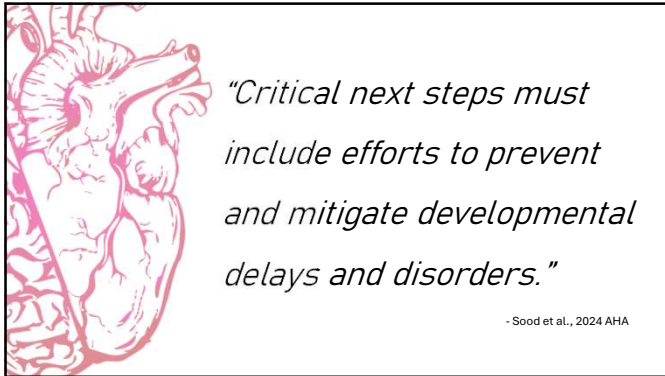 “Critical next steps must
include efforts to prevent
and mitigate developmental
delays and disorders.”
- Sood et al., 2024 AHA